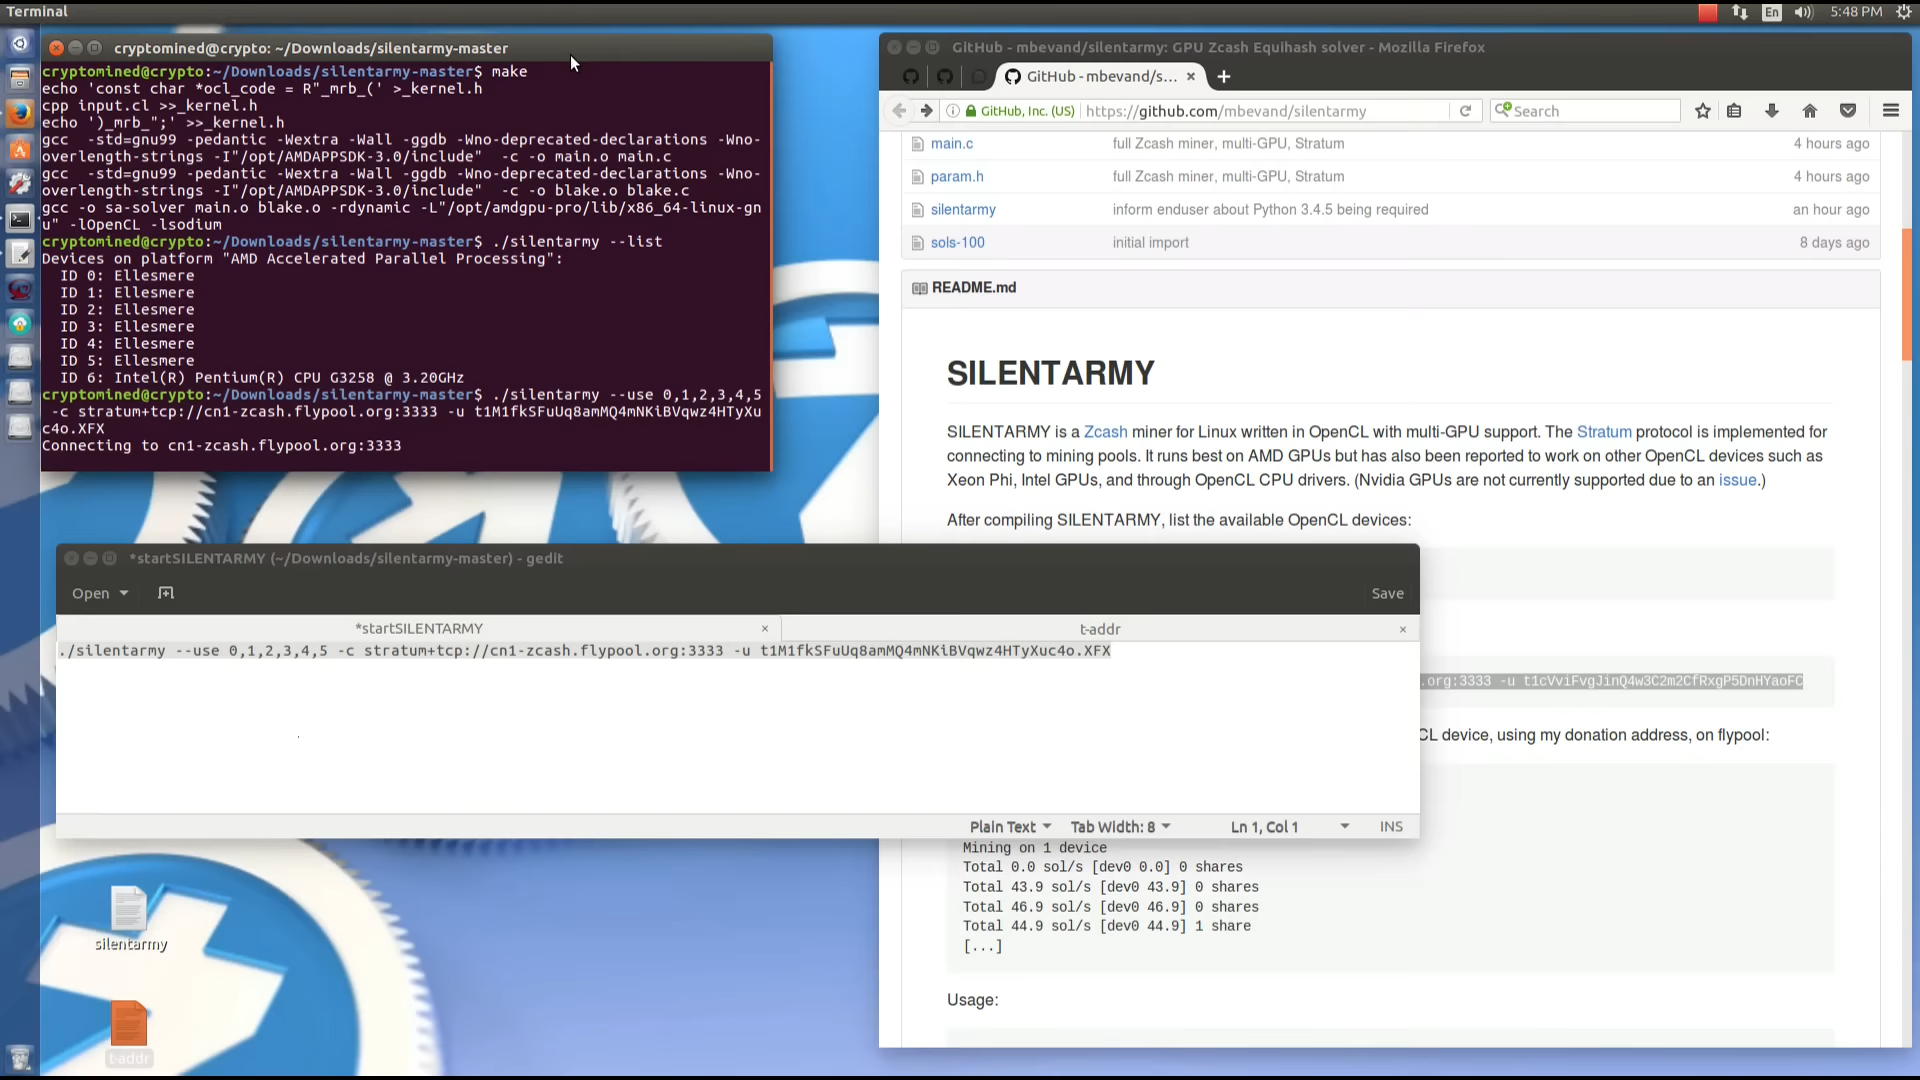 Terminal
En
5:48 PM
cryptomined@crypto: ~/Downloads/silentarmy-master
cryptomined@crypto:~/Downloads/silentarmy-master$ make
echo 'const char *ocl_code = R"_mrb_(' >_kernel.h
cpp input.cl >>_kernel.h
echo ')_mrb_";' >>_kernel.h
gcc  -std=gnu99 -pedantic -Wextra -Wall -ggdb -Wno-deprecated-declarations -Wno-
overlength-strings -I"/opt/AMDAPPSDK-3.0/include"  -c -o main.o main.c
gcc  -std=gnu99 -pedantic -Wextra -Wall -ggdb -Wno-deprecated-declarations -Wno-
overlength-strings -I"/opt/AMDAPPSDK-3.0/include"  -c -o blake.o blake.c
gcc -o sa-solver main.o blake.o -rdynamic -L"/opt/amdgpu-pro/lib/x86_64-linux-gn
u" -lOpenCL -lsodium
cryptomined@crypto:~/Downloads/silentarmy-master$ ./silentarmy --list
Devices on platform "AMD Accelerated Parallel Processing":
ID 0: Ellesmere
ID 1: Ellesmere
ID 2: Ellesmere
ID 3: Ellesmere
ID 4: Ellesmere
ID 5: Ellesmere
ID 6: Intel(R) Pentium(R) CPU G3258 @ 3.20GHz
cryptomined@crypto:~/Downloads/silentarmy-master$ ./silentarmy --use 0,1,2,3,4,5
-c stratum+tcp://cn1-zcash.flypool.org:3333 -u t1M1fkSFuUq8amMQ4mNKiBVqwz4HTyXu
c4o.XFX
Connecting to cn1-zcash.flypool.org:3333
GitHub - mbevand/silentarmy: GPU Zcash Equihash solver - Mozilla Firefox
GitHub - mbevand/s...
GitHub, Inc. (US) https://github.com/mbevand/silentarmy
Search
main.c full Zcash miner, multi-GPU, Stratum 4 hours ago
param.h full Zcash miner, multi-GPU, Stratum 4 hours ago
silentarmy inform enduser about Python 3.4.5 being required an hour ago
sols-100 initial import 8 days ago
README.md
SILENTARMY
SILENTARMY is a Zcash miner for Linux written in OpenCL with multi-GPU support. The Stratum protocol is implemented for
connecting to mining pools. It runs best on AMD GPUs but has also been reported to work on other OpenCL devices such as
Xeon Phi, Intel GPUs, and through OpenCL CPU drivers. (Nvidia GPUs are not currently supported due to an issue.)
After compiling SILENTARMY, list the available OpenCL devices:
*startSILENTARMY (~/Downloads/silentarmy-master) - gedit
Open
Save
*startSILENTARMY
t-addr
./silentarmy --use 0,1,2,3,4,5 -c stratum+tcp://cn1-zcash.flypool.org:3333 -u t1M1fkSFuUq8amMQ4mNKiBVqwz4HTyXuc4o.XFX
.org:3333 -u t1cVviFvgJinQ4w3C2m2CfRxgP5DnHYaoFC
CL device, using my donation address, on flypool:
Plain Text
Tab Width: 8
Ln 1, Col 1
INS
Mining on 1 device
Total 0.0 sol/s [dev0 0.0] 0 shares
Total 43.9 sol/s [dev0 43.9] 0 shares
Total 46.9 sol/s [dev0 46.9] 0 shares
Total 44.9 sol/s [dev0 44.9] 1 share
[...]
Usage:
silentarmy
t-addr